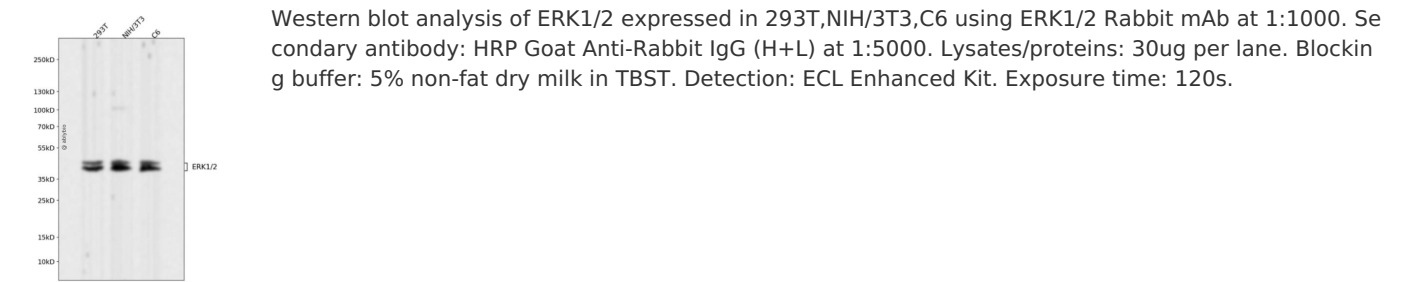 293T NIH/3T3 C6
250kD
130kD
100kD
70kD
55kD
35kD
25kD
15kD
10kD
ERK1/2
Western blot analysis of ERK1/2 expressed in 293T,NIH/3T3,C6 using ERK1/2 Rabbit mAb at 1:1000. Se
condary antibody: HRP Goat Anti-Rabbit IgG (H+L) at 1:5000. Lysates/proteins: 30ug per lane. Blockin
g buffer: 5% non-fat dry milk in TBST. Detection: ECL Enhanced Kit. Exposure time: 120s.